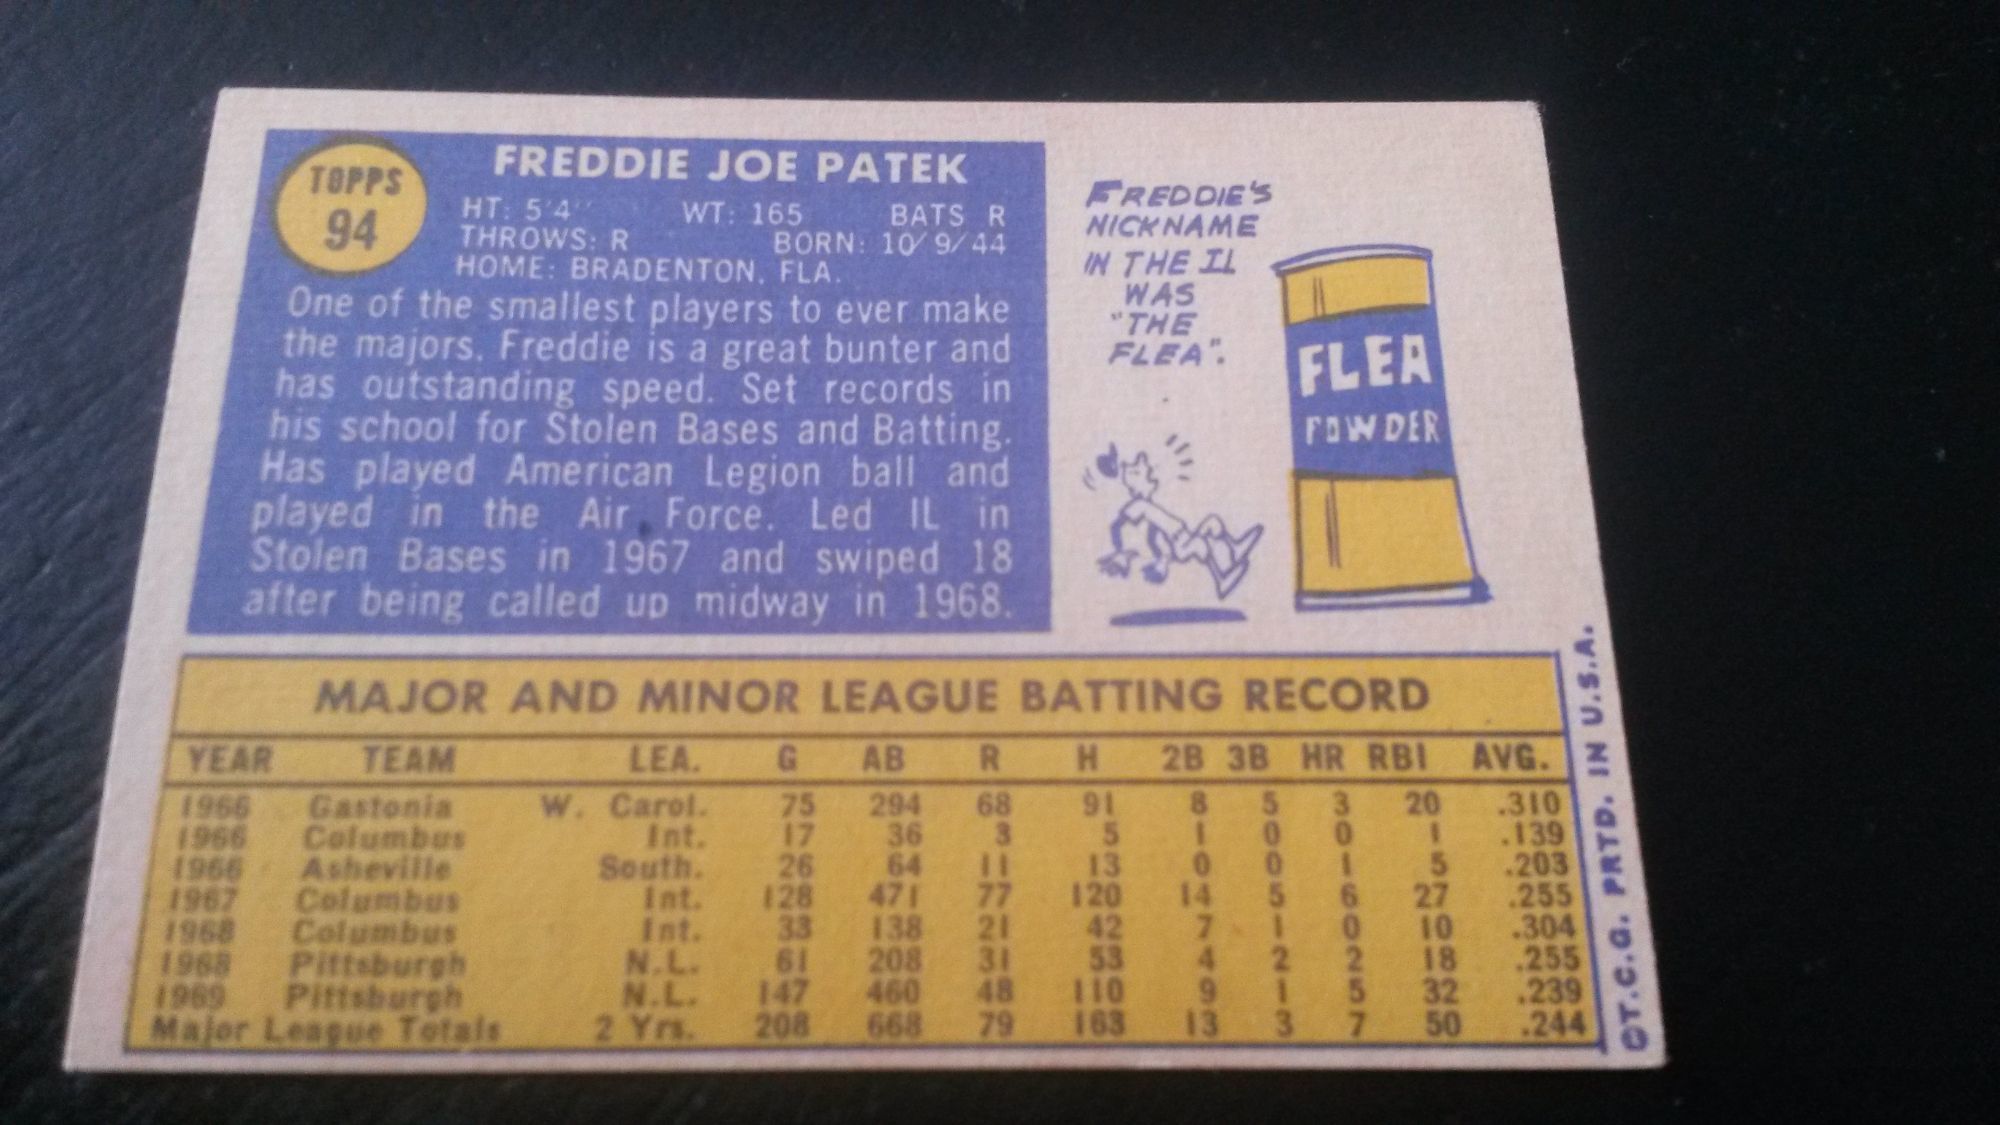 TOPPS
94
FREDDIE JOE PATEK
HT: 5'4" WT: 165 BATS R
THROWS: R BORN: 10/9/44
HOME: BRADENTON, FLA.
One of the smallest players to ever make
the majors. Freddie is a great bunter and
has outstanding speed. Set records in
his school for Stolen Bases and Batting.
Has played American Legion ball and
played in the Air Force. Led IL in
Stolen Bases in 1967 and swiped 18
after being called up midway in 1968.
FREDDIE'S
NICKNAME
IN THE IL
WAS
"THE
FLEA".
FLEA
POWDER
MAJOR AND MINOR LEAGUE BATTING RECORD
YEAR TEAM LEA. G AB R H 2B 3B HR RBI AVG.
1966 Gastonia W. Carol. 75 294 68 91 8 5 3 20 .310
1966 Columbus Int. 17 36 3 5 1 0 0 1 .139
1966 Asheville South. 26 64 11 13 0 0 1 5 .203
1967 Columbus Int. 128 471 77 120 14 5 6 27 .255
1968 Columbus Int. 33 138 21 42 7 1 0 10 .304
1968 Pittsburgh N.L. 61 208 31 53 4 2 2 18 .255
1969 Pittsburgh N.L. 147 460 48 110 9 1 5 32 .239
Major League Totals 2 Yrs. 208 668 79 163 13 3 7 50 .244
©T.C.G. PRTD. IN U.S.A.